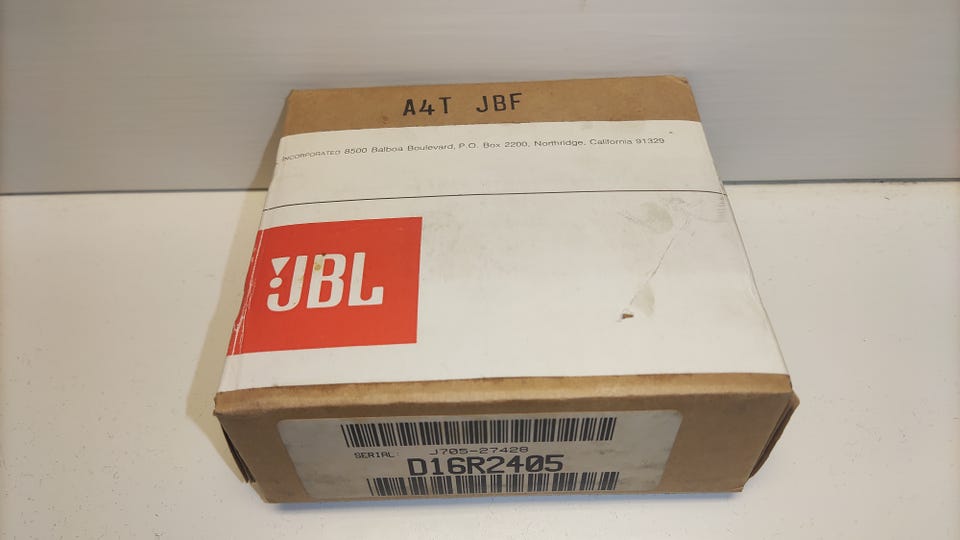 A4T JBF
INCORPORATED 8500 Balboa Boulevard, P.O. Box 2200, Northridge, California 91329
JBL
SERIAL: J705-27428
D16R2405